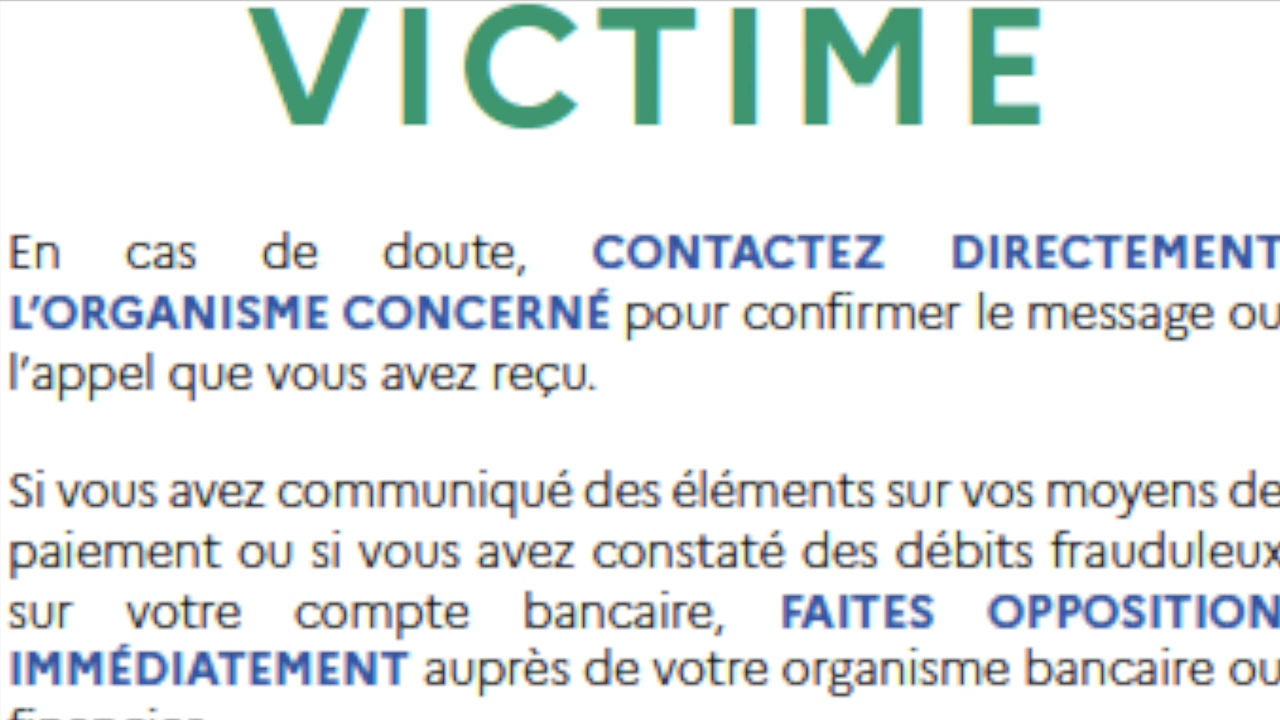 VICTIME
En cas de doute, CONTACTEZ DIRECTEMENT
L’ORGANISME CONCERNÉ pour confirmer le message ou
l’appel que vous avez reçu.
Si vous avez communiqué des éléments sur vos moyens de
paiement ou si vous avez constaté des débits frauduleux
sur votre compte bancaire, FAITES OPPOSITION
IMMÉDIATEMENT auprès de votre organisme bancaire ou